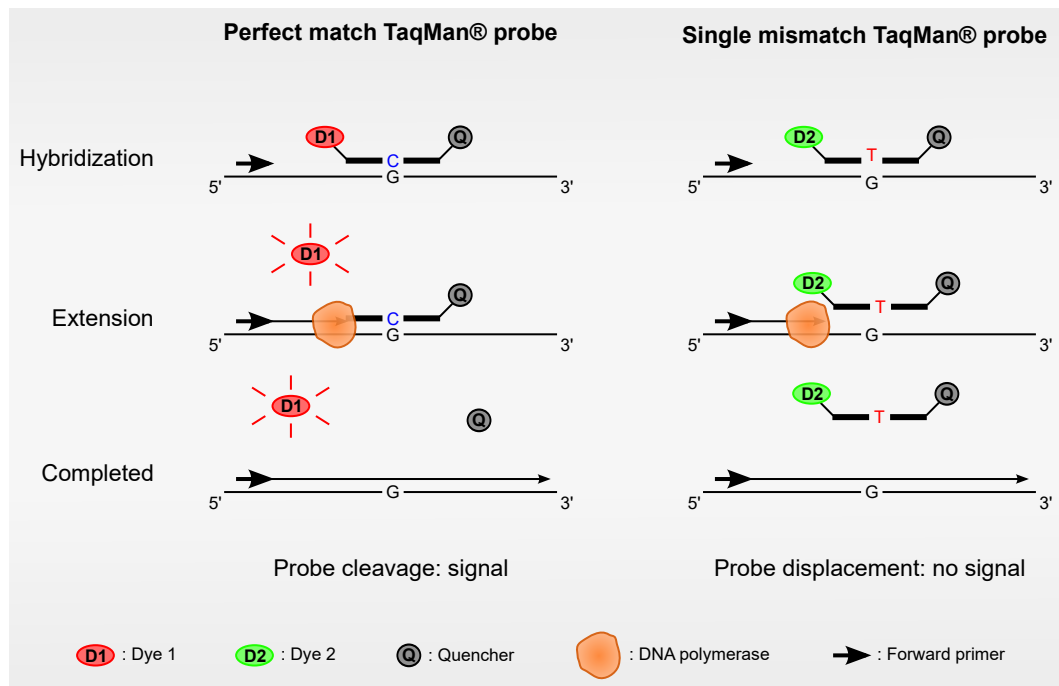 Perfect match TaqMan® probe
Single mismatch TaqMan® probe
Hybridization
D1
Q
C
G
5'
3'
D2
Q
T
G
5'
3'
Extension
D1
Q
C
G
5'
3'
D2
Q
T
G
5'
3'
Completed
D1
Q
G
5'
3'
D2
Q
T
G
5'
3'
Probe cleavage: signal
Probe displacement: no signal
D1 : Dye 1
D2 : Dye 2
Q : Quencher
: DNA polymerase
: Forward primer